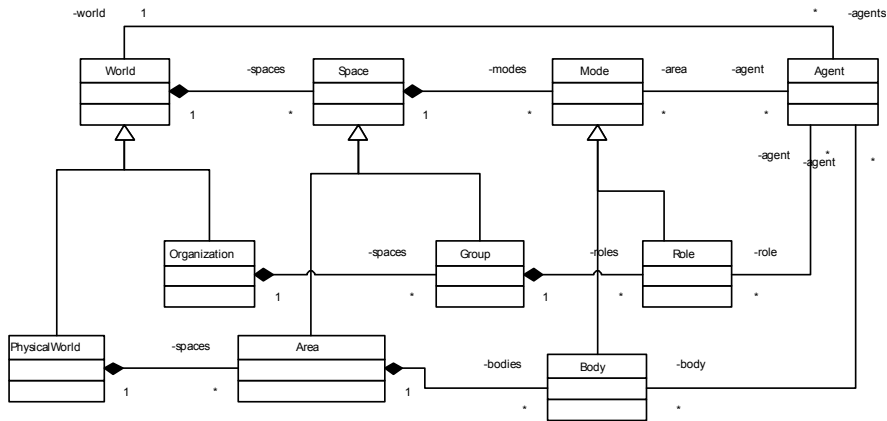 -world 1 * -agents
World -spaces Space -modes Mode -area -agent Agent
1 * 1 * * *
-agent -agent * *
Organization -spaces Group -roles Role -role
1 * 1 * *
PhysicalWorld -spaces Area -bodies Body -body
1 * 1 * *